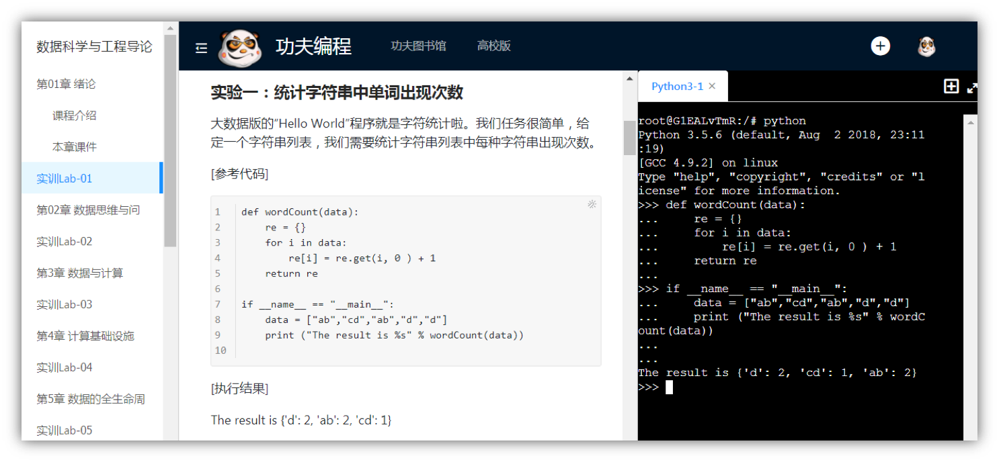 数据科学与工程导论
第01章 绪论
课程介绍
本章课件
实训Lab-01
第02章 数据思维与问
实训Lab-02
第3章 数据与计算
实训Lab-03
第4章 计算基础设施
实训Lab-04
第5章 数据的全生命周
实训Lab-05
功夫编程
功夫图书馆
高校版
实验一：统计字符串中单词出现次数
大数据版的“Hello World”程序就是字符统计啦。我们任务很简单，给
定一个字符串列表，我们需要统计字符串列表中每种字符串出现次数。
[参考代码]
1 def wordCount(data):
2     re = {}
3     for i in data:
4         re[i] = re.get(i, 0 ) + 1
5     return re
6
7 if __name__ == "__main__":
8     data = ["ab","cd","ab","d","d"]
9     print ("The result is %s" % wordCount(data))
10
[执行结果]
The result is {'d': 2, 'ab': 2, 'cd': 1}
Python3-1 ×
root@G1EALvTmR:/# python
Python 3.5.6 (default, Aug  2 2018, 23:11
:19)
[GCC 4.9.2] on linux
Type "help", "copyright", "credits" or "l
icense" for more information.
>>> def wordCount(data):
...     re = {}
...     for i in data:
...         re[i] = re.get(i, 0 ) + 1
...     return re
...
>>> if __name__ == "__main__":
...     data = ["ab","cd","ab","d","d"]
...     print ("The result is %s" % wordC
ount(data))
...
...
The result is {'d': 2, 'cd': 1, 'ab': 2}
>>>